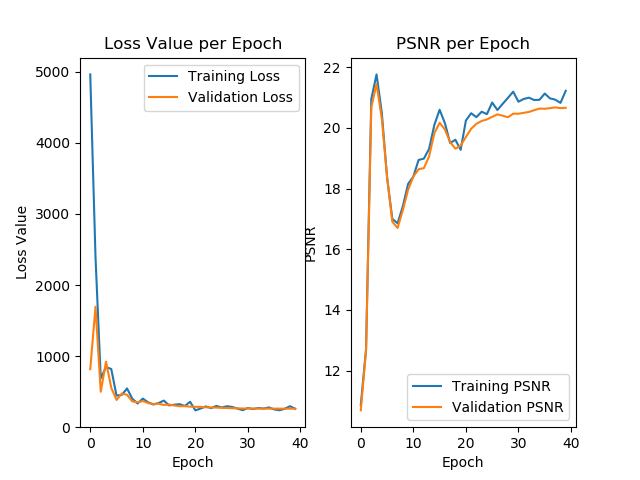 Loss Value per Epoch
Loss Value
5000
4000
3000
2000
1000
0
Training Loss
Validation Loss
0 10 20 30 40
Epoch
PSNR per Epoch
PSNR
22
20
18
16
14
12
Training PSNR
Validation PSNR
0 10 20 30 40
Epoch